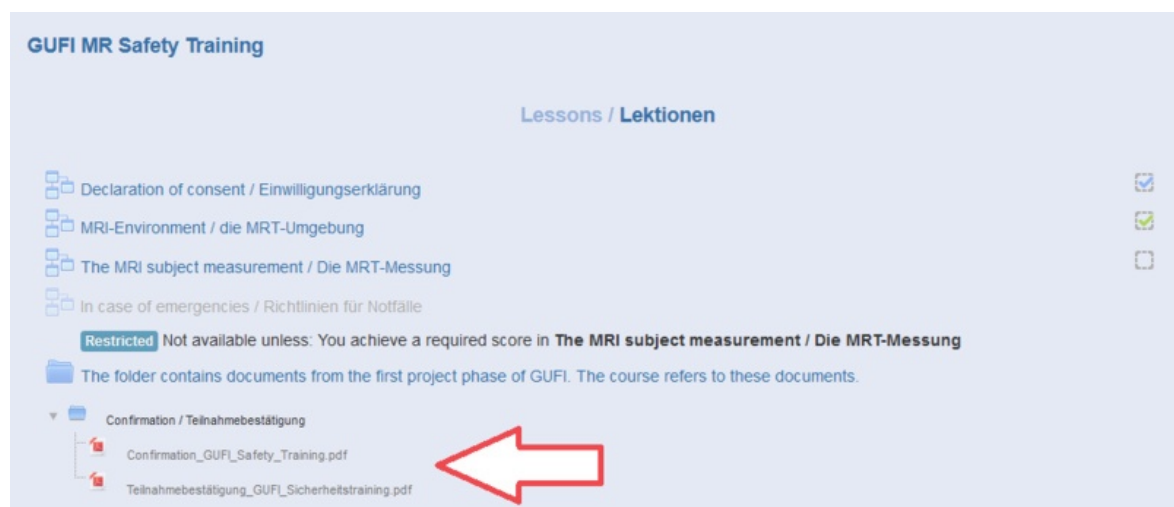 GUFI MR Safety Training
Lessons / Lektionen
Declaration of consent / Einwilligungserklärung
MRI-Environment / die MRT-Umgebung
The MRI subject measurement / Die MRT-Messung
In case of emergencies / Richtlinien für Notfälle
Restricted Not available unless: You achieve a required score in The MRI subject measurement / Die MRT-Messung
The folder contains documents from the first project phase of GUFI. The course refers to these documents.
Confirmation / Teilnahmebestätigung
Confirmation_GUFI_Safety_Training.pdf
Teilnahmebestätigung_GUFI_Sicherheitstraining.pdf